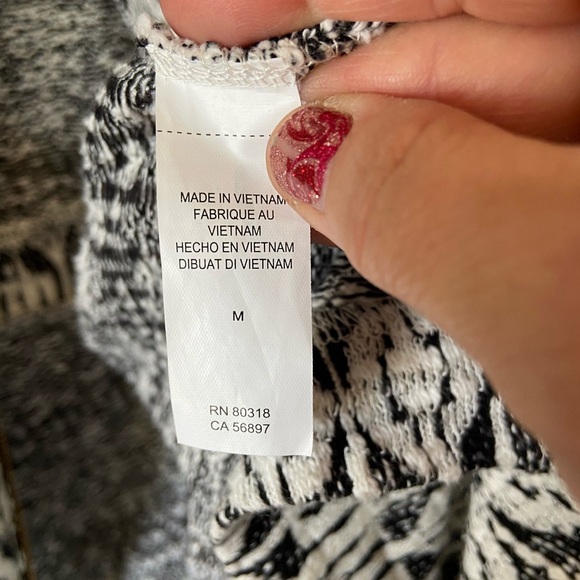 MADE IN VIETNAM
FABRIQUE AU
VIETNAM
HECHO EN VIETNAM
DIBUAT DI VIETNAM
M
RN 80318
CA 56897